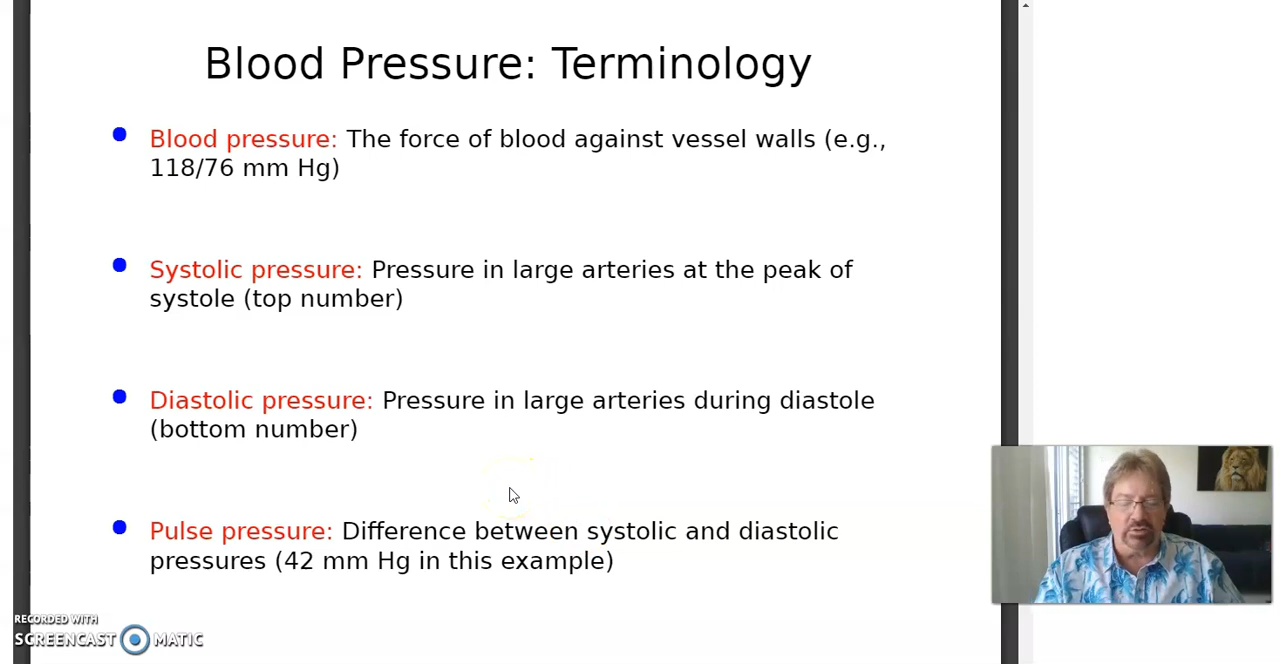 Blood Pressure: Terminology
Blood pressure: The force of blood against vessel walls (e.g.,
118/76 mm Hg)
Systolic pressure: Pressure in large arteries at the peak of
systole (top number)
Diastolic pressure: Pressure in large arteries during diastole
(bottom number)
Pulse pressure: Difference between systolic and diastolic
pressures (42 mm Hg in this example)
RECORDED WITH
SCREENCAST MATIC